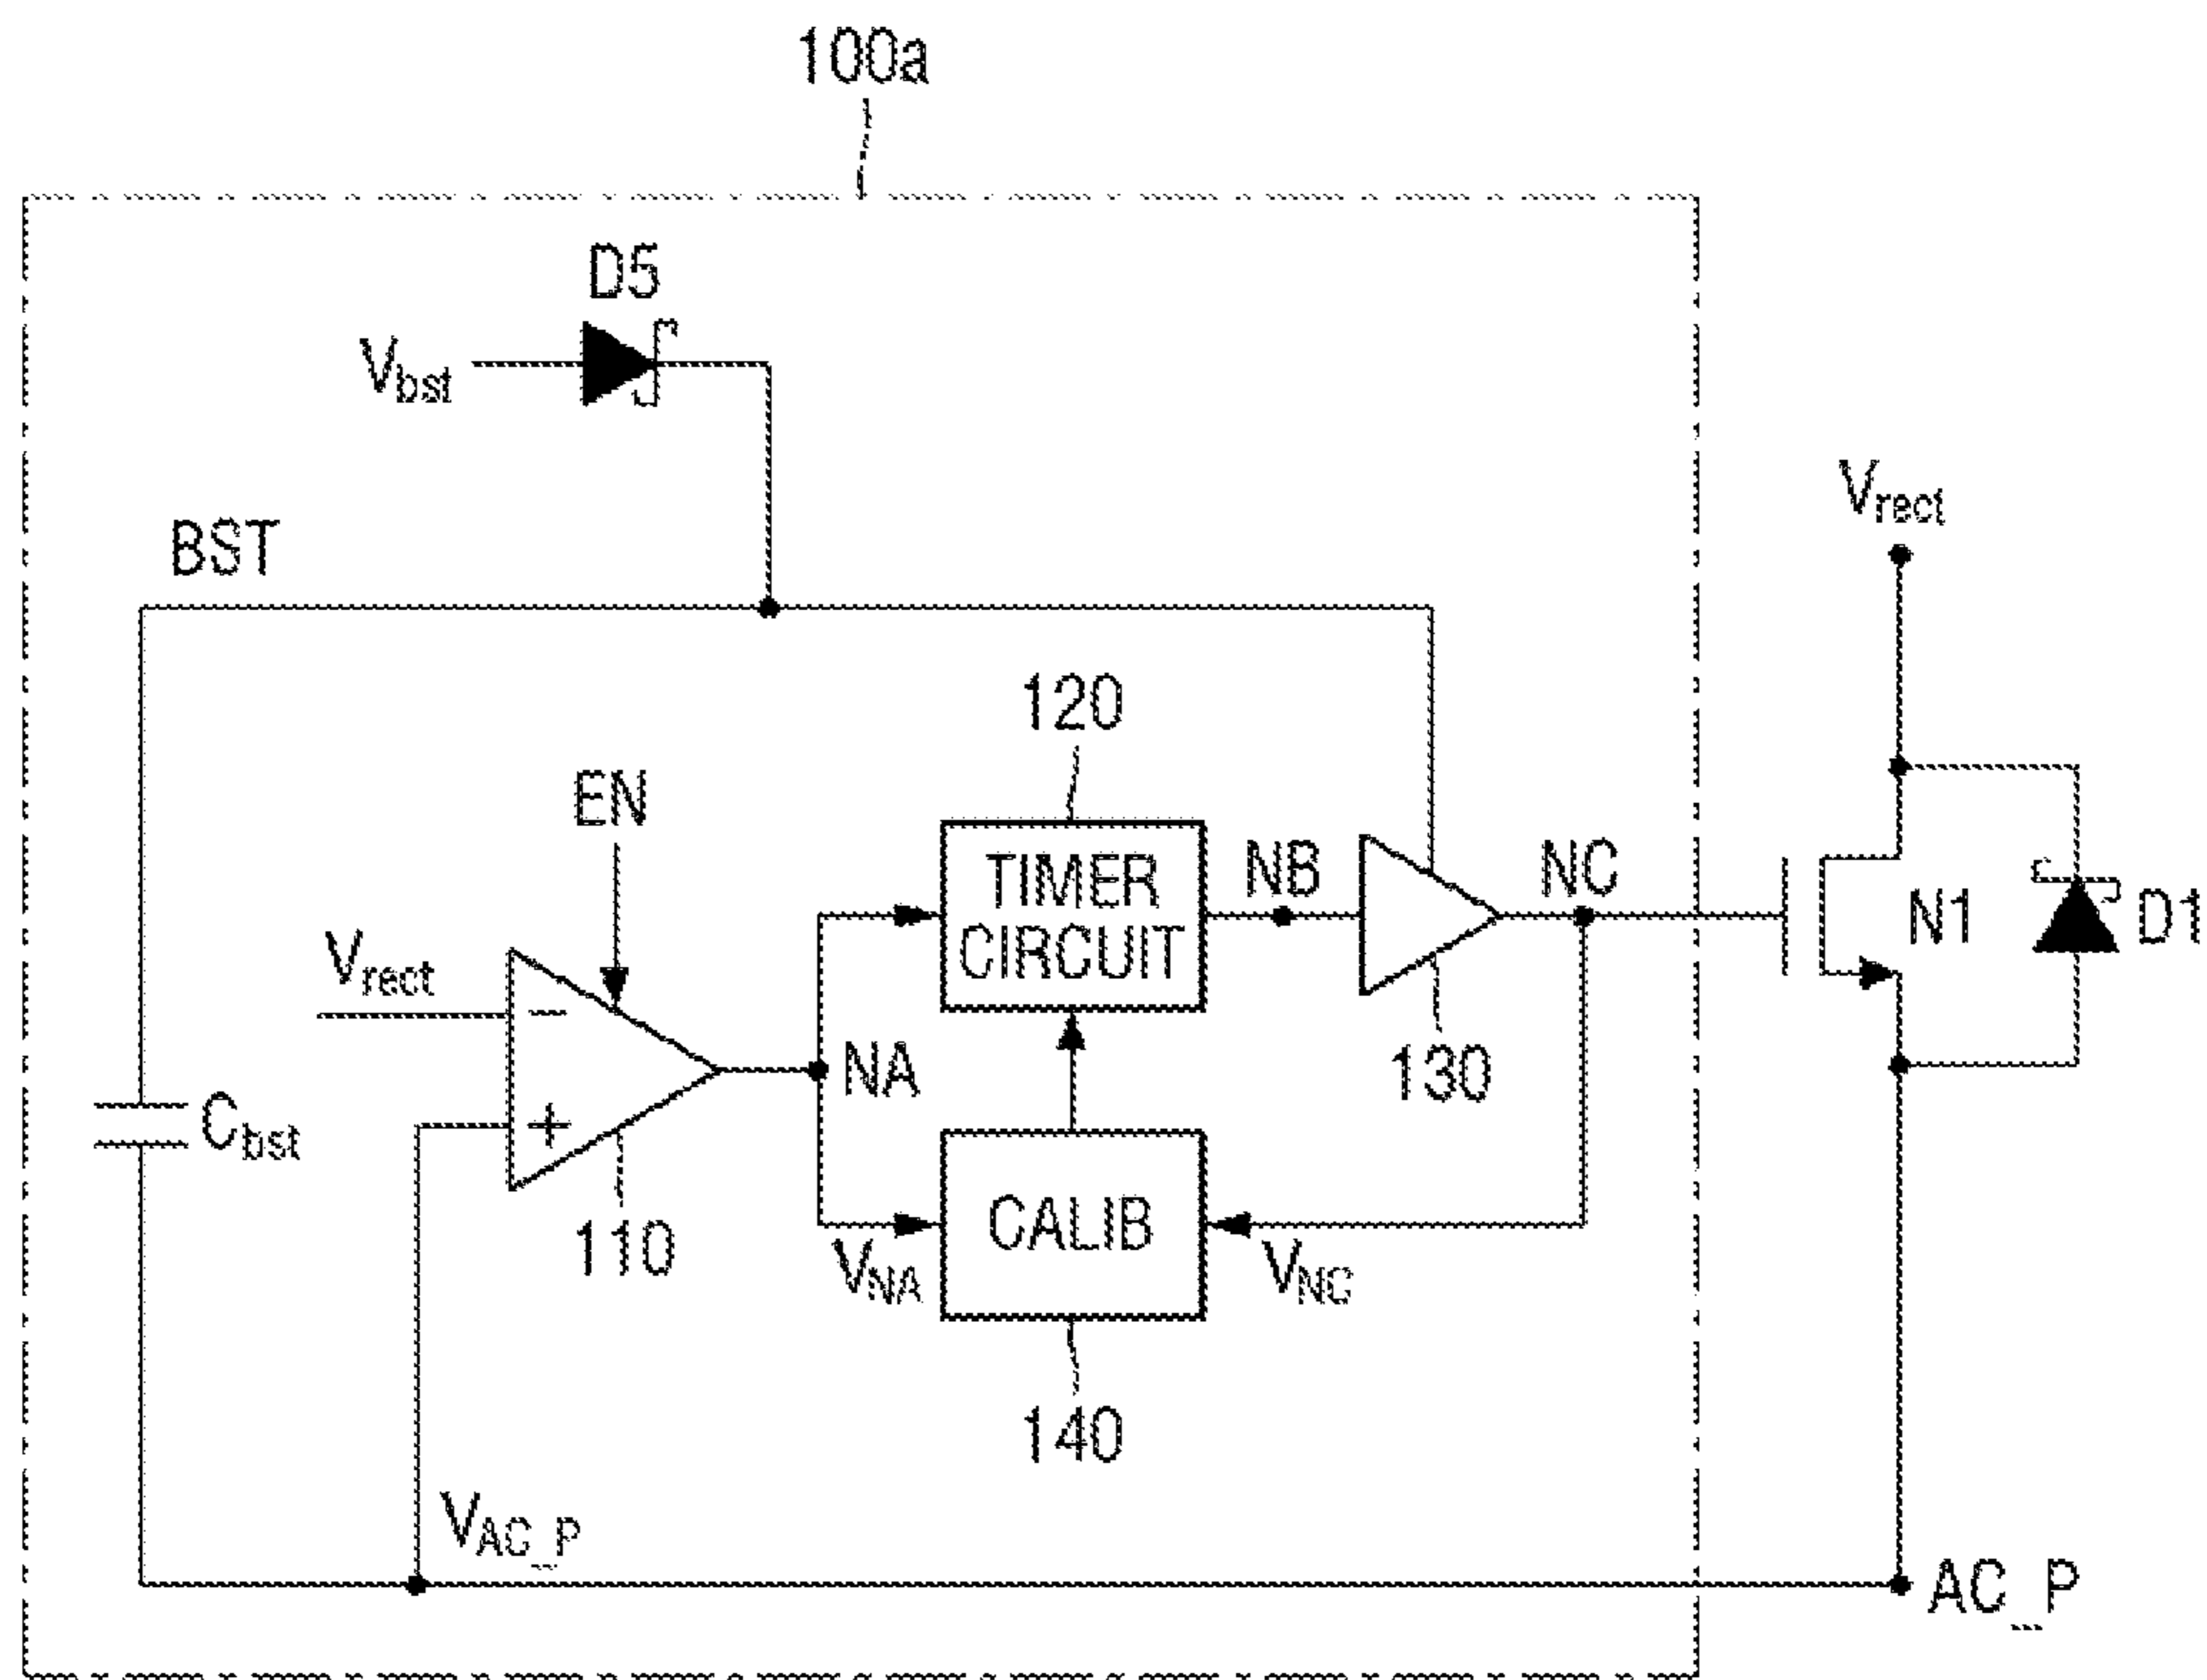 100a
D5
Vbst
BST
Vrect
120
EN
TIMER
CIRCUIT
NB
NC
N1
D1
Vrect
−
NA
130
Cbst
+
110
CALIB
VNA
VNC
140
VAC_P
AC_P